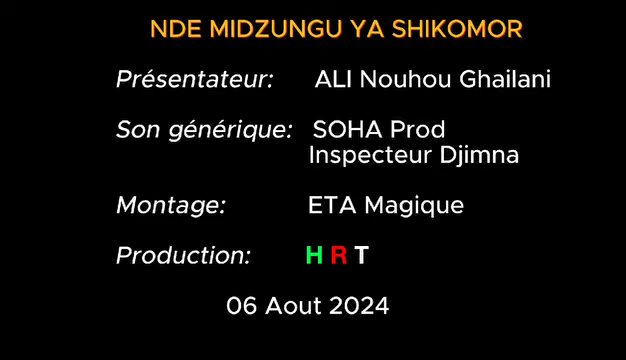 NDE MIDZUNGU YA SHIKOMOR
Présentateur: ALI Nouhou Ghailani
Son générique: SOHA Prod
Inspecteur Djimna
Montage: ETA Magique
Production: H R T
06 Aout 2024